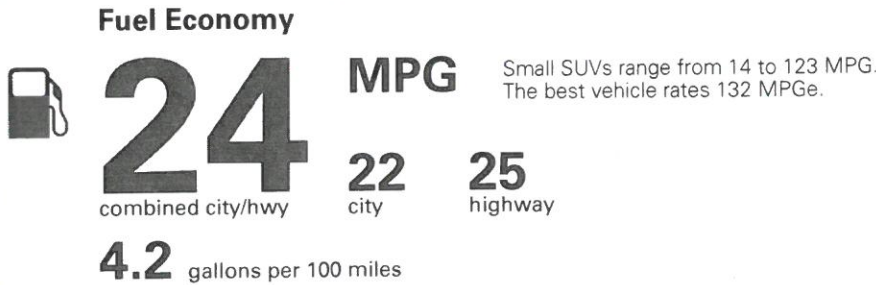 Fuel Economy
24 MPG
Small SUVs range from 14 to 123 MPG.
The best vehicle rates 132 MPGe.
combined city/hwy
22
city
25
highway
4.2 gallons per 100 miles